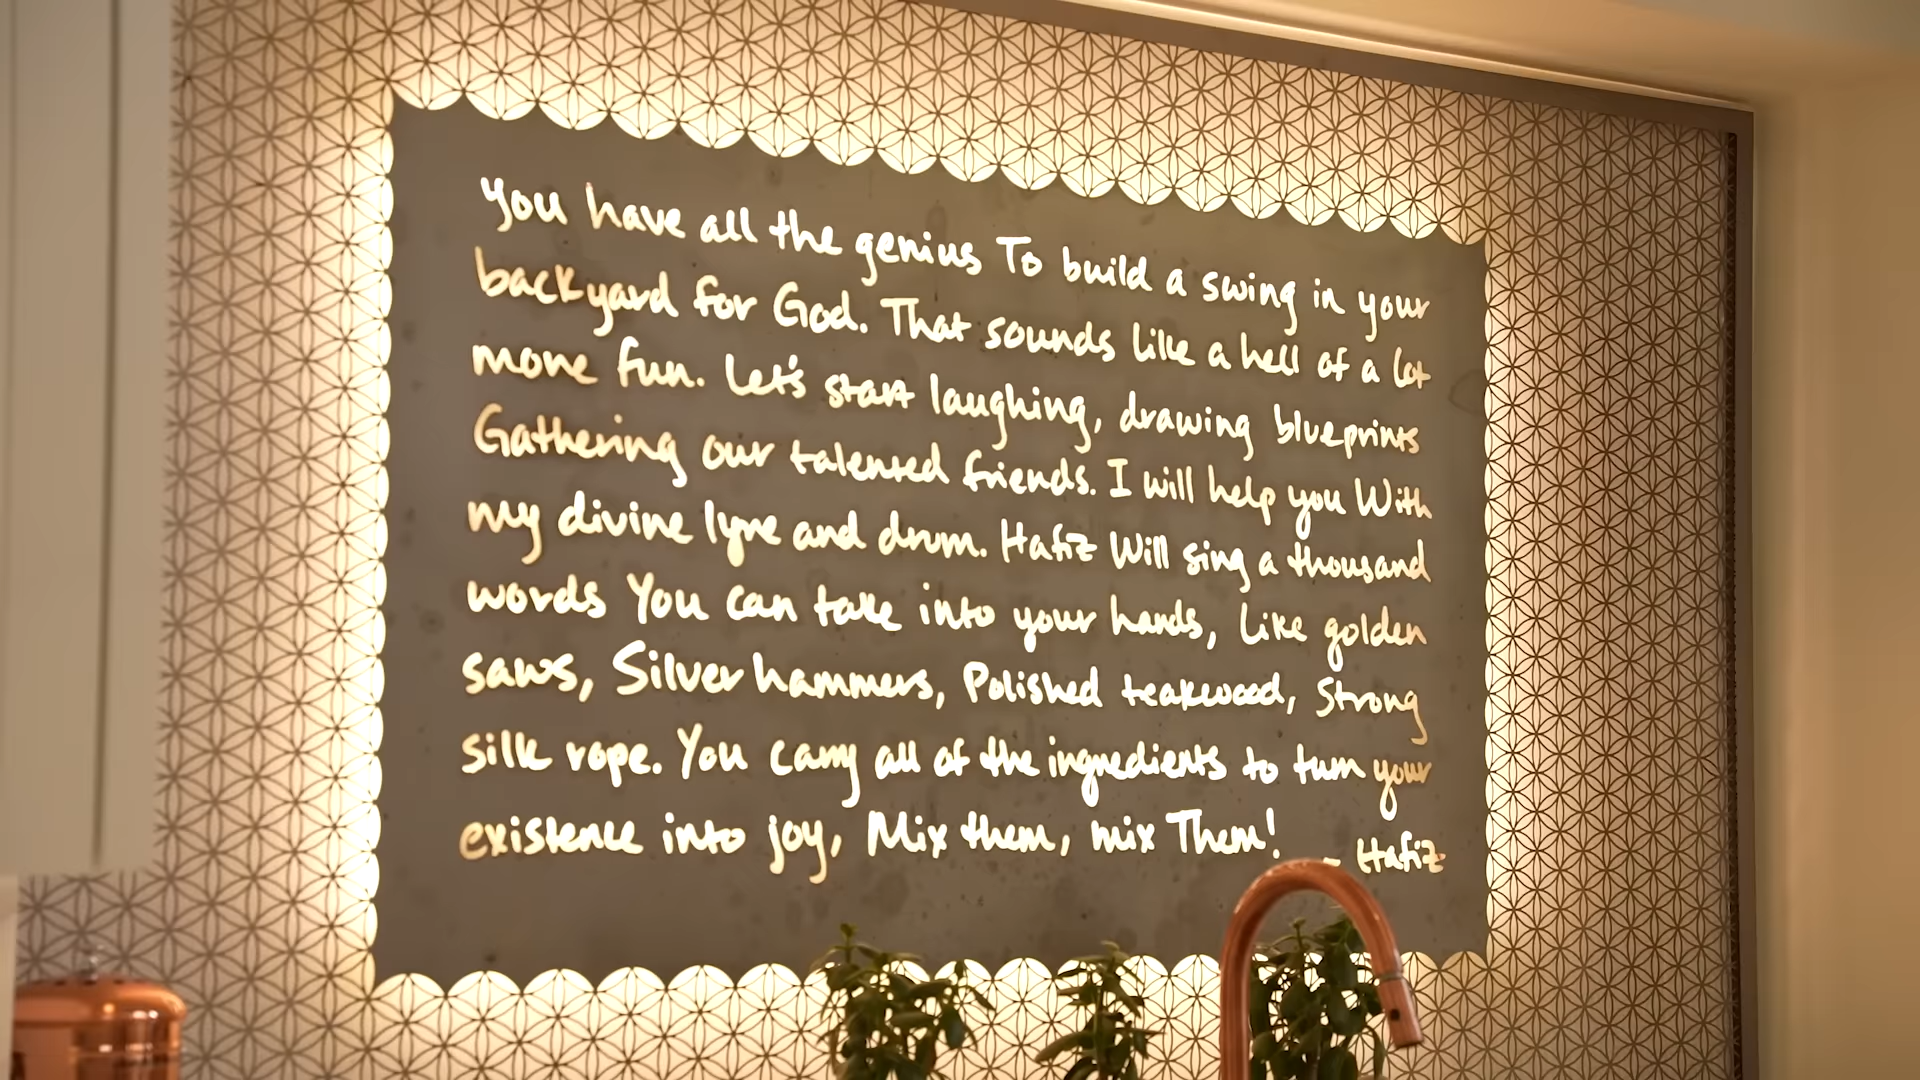 you have all the genius To build a swing in your
backyard for God. That sounds like a hell of a lot
more fun. Let's start laughing, drawing blueprints
Gathering our talented friends. I will help you With
my divine lyre and drum. Hafiz Will sing a thousand
words You can take into your hands, Like golden
saws, Silver hammers, Polished teakwood, Strong
silk rope. You carry all of the ingredients to turn your
existence into joy, Mix them, mix Them! - Hafiz